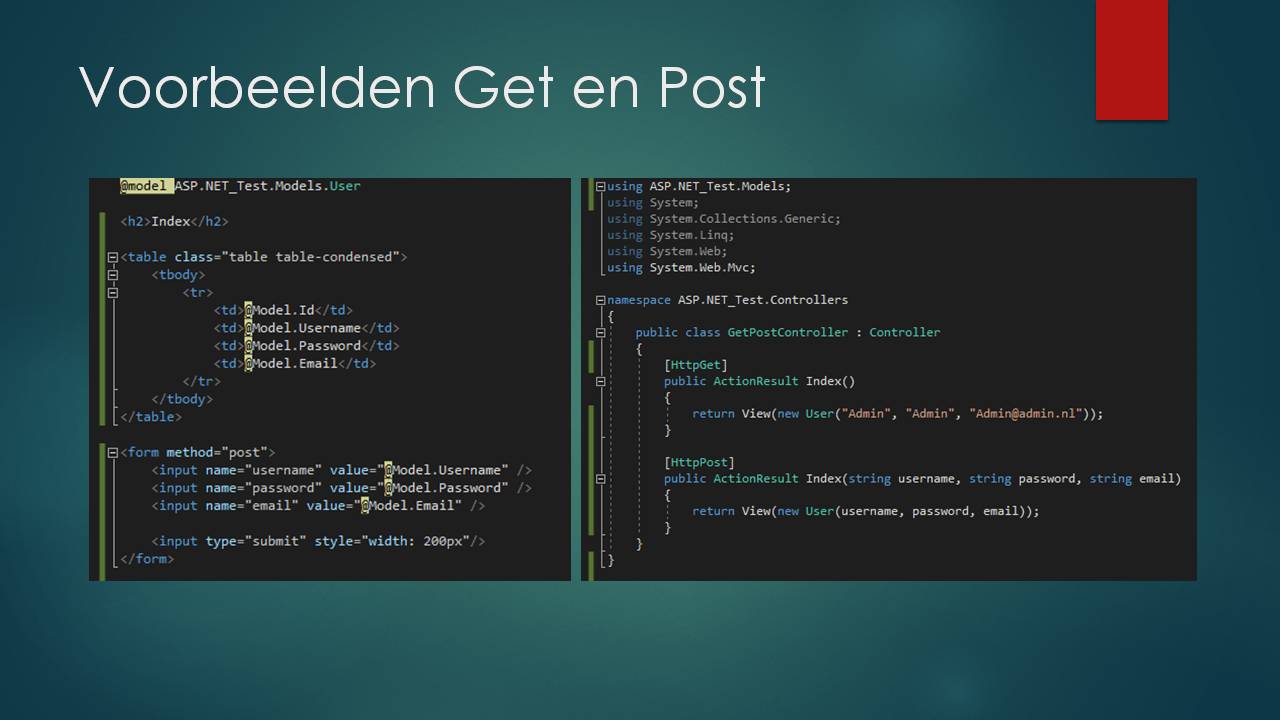 Voorbeelden Get en Post
@model ASP.NET_Test.Models.User
<h2>Index</h2>
<table class="table table-condensed">
<tbody>
<tr>
<td>@Model.Id</td>
<td>@Model.Username</td>
<td>@Model.Password</td>
<td>@Model.Email</td>
</tr>
</tbody>
</table>
<form method="post">
<input name="username" value="@Model.Username" />
<input name="password" value="@Model.Password" />
<input name="email" value="@Model.Email" />
<input type="submit" style="width: 200px"/>
</form>
using ASP.NET_Test.Models;
using System;
using System.Collections.Generic;
using System.Linq;
using System.Web;
using System.Web.Mvc;
namespace ASP.NET_Test.Controllers
{
public class GetPostController : Controller
{
[HttpGet]
public ActionResult Index()
{
return View(new User("Admin", "Admin", "Admin@admin.nl"));
}
[HttpPost]
public ActionResult Index(string username, string password, string email)
{
return View(new User(username, password, email));
}
}
}